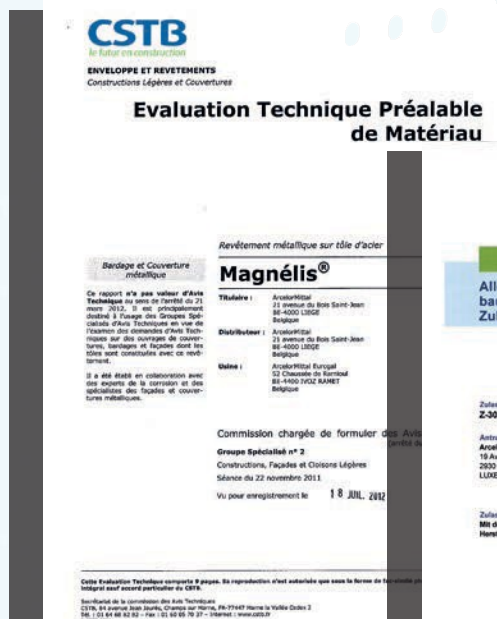 CSTB
le futur en construction
ENVELOPPE ET REVETEMENTS
Constructions Légères et Couvertures
Evaluation Technique Préalable
de Matériau
Revêtement métallique sur tôle d'acier
Bardage et Couverture
métallique
Magnélis®
Ce rapport n'a pas valeur d'Avis
Technique au sens de l'arrêté du 21
mars 2012. Il est principalement
destiné à l'usage des Groupes Spé-
cialisés d'Avis Techniques en vue de
l'examen des demandes d'Avis Tech-
niques sur des ouvrages de couver-
tures, bardages et façades dont les
tôles sont constituées avec ce revê-
tement.
Il a été établi en collaboration avec
des experts de la corrosion et des
spécialistes des façades et couver-
tures métalliques.
Titulaire : ArcelorMittal
21 avenue du Bois Saint-Jean
BE-4000 LIEGE
Belgique
Distributeur : ArcelorMittal
21 avenue du Bois Saint-Jean
BE-4000 LIEGE
Belgique
Usine : ArcelorMittal Eurogal
52 Chaussée de Ramioul
BE-4400 IVOZ RAMET
Belgique
Commission chargée de formuler des Avis
Groupe Spécialisé n° 2
Constructions, Façades et Cloisons Légères
Séance du 22 novembre 2011
Vu pour enregistrement le 18 JUIL. 2012
Cette Evaluation Technique comporte 9 pages. Sa reproduction n'est autorisée que sous la forme de
intégral sauf accord particulier du CSTB.
Secrétariat de la commission des Avis Techniques
CSTB, 84 avenue Jean Jaurès, Champs sur Marne, FR-77447 Marne la Vallée Cedex 2
Tél. : 01 64 68 82 82 - Fax : 01 60 05 70 37 - Internet : www.cstb.fr
All
bau
Zul
Z-30
Arcel
19 Av
2930
LUXE
Mit d